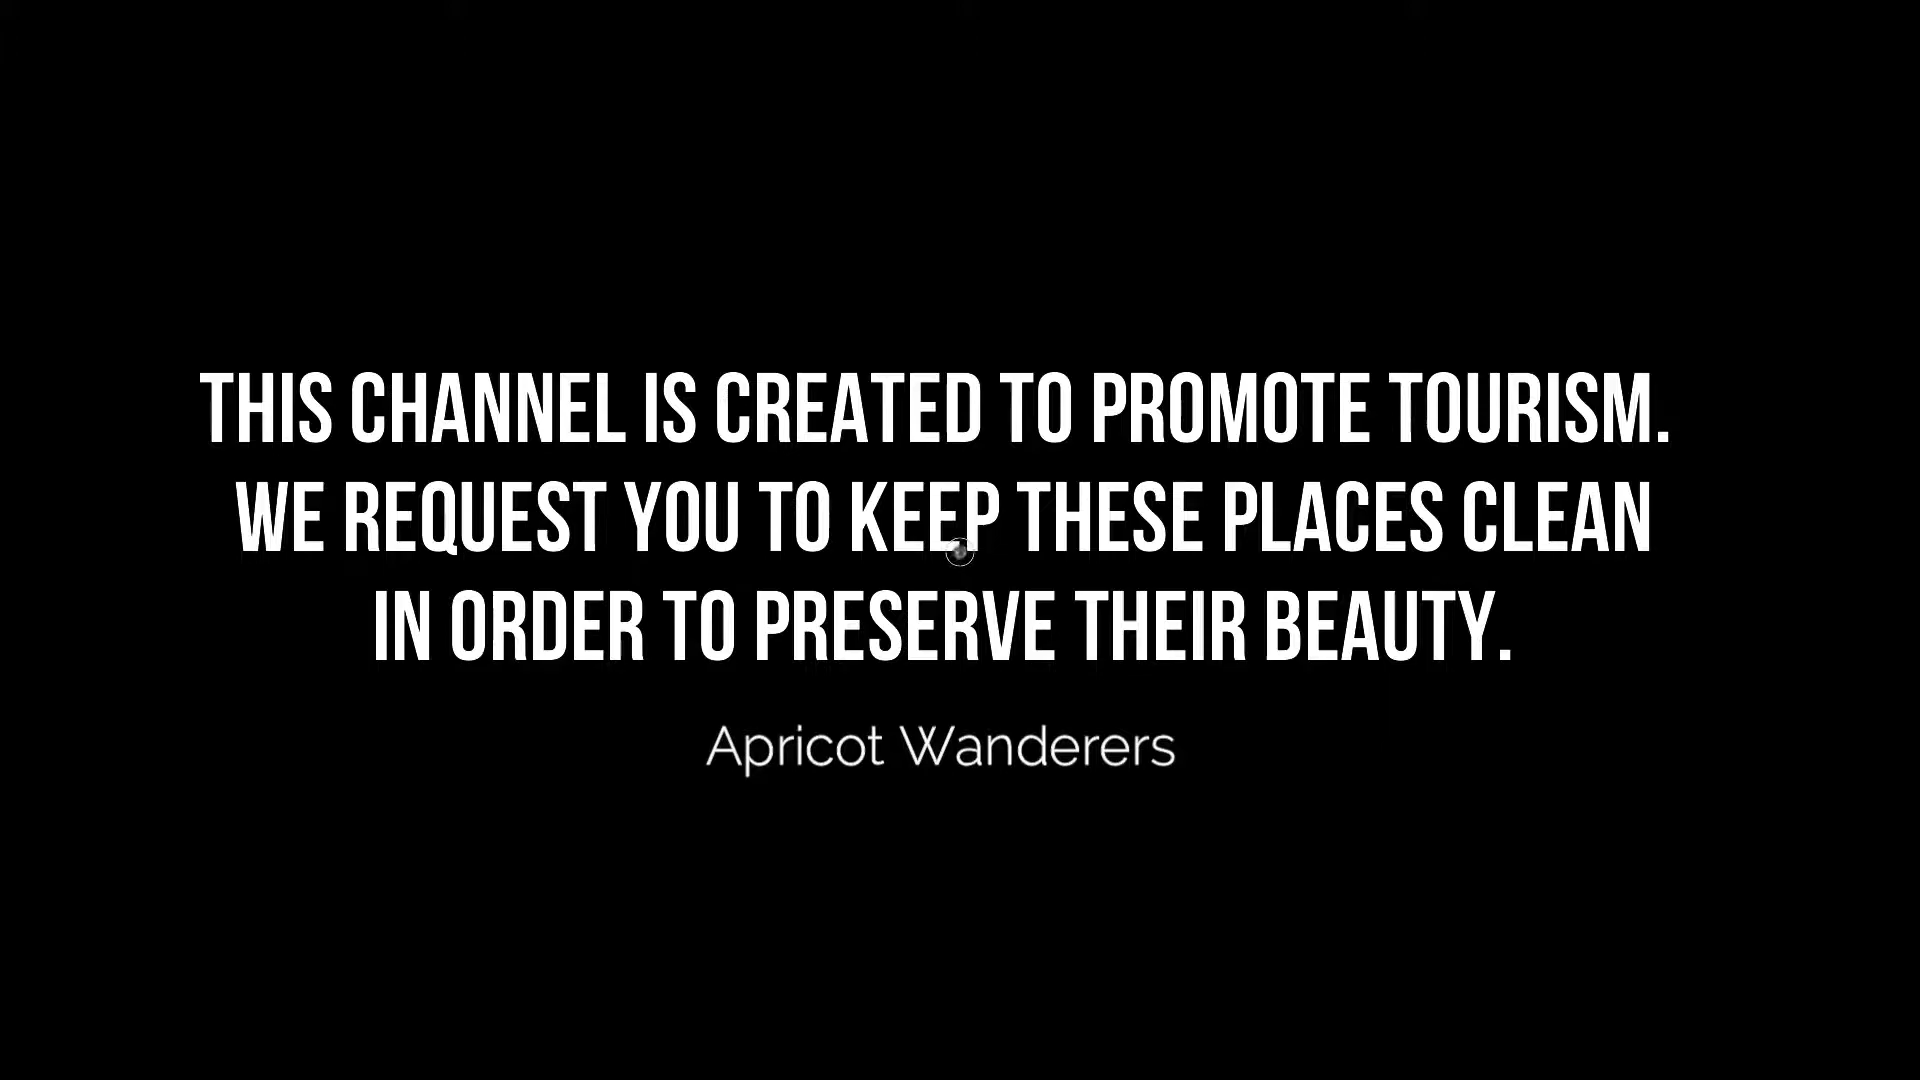 THIS CHANNEL IS CREATED TO PROMOTE TOURISM.
WE REQUEST YOU TO KEEP THESE PLACES CLEAN
IN ORDER TO PRESERVE THEIR BEAUTY.
Apricot Wanderers